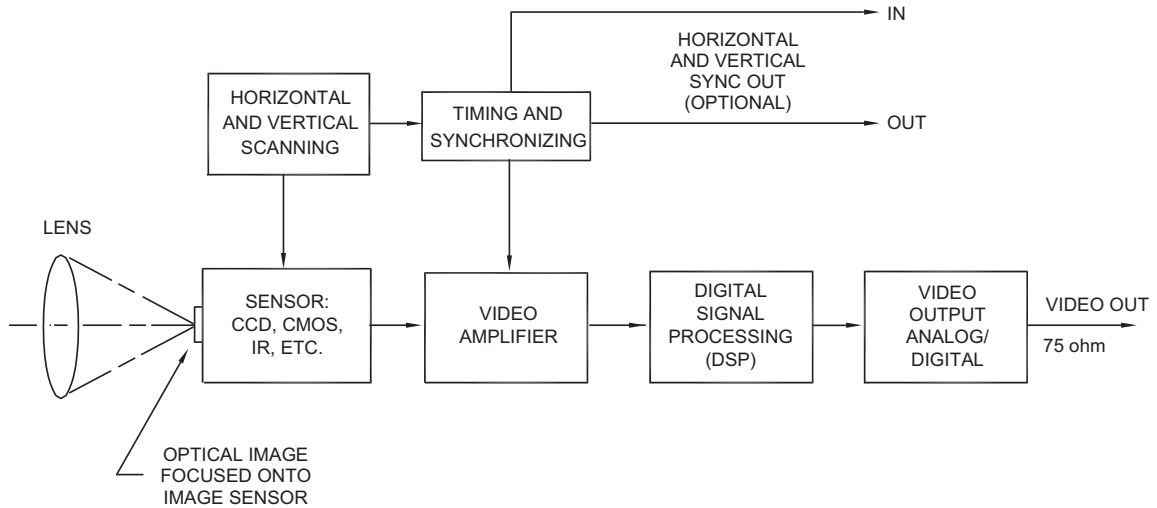 IN
HORIZONTAL
AND VERTICAL
SYNC OUT
(OPTIONAL)
OUT
HORIZONTAL
AND VERTICAL
SCANNING
TIMING AND
SYNCHRONIZING
LENS
SENSOR:
CCD, CMOS,
IR, ETC.
VIDEO
AMPLIFIER
DIGITAL
SIGNAL
PROCESSING
(DSP)
VIDEO
OUTPUT
ANALOG/
DIGITAL
VIDEO OUT
75 ohm
OPTICAL IMAGE
FOCUSED ONTO
IMAGE SENSOR